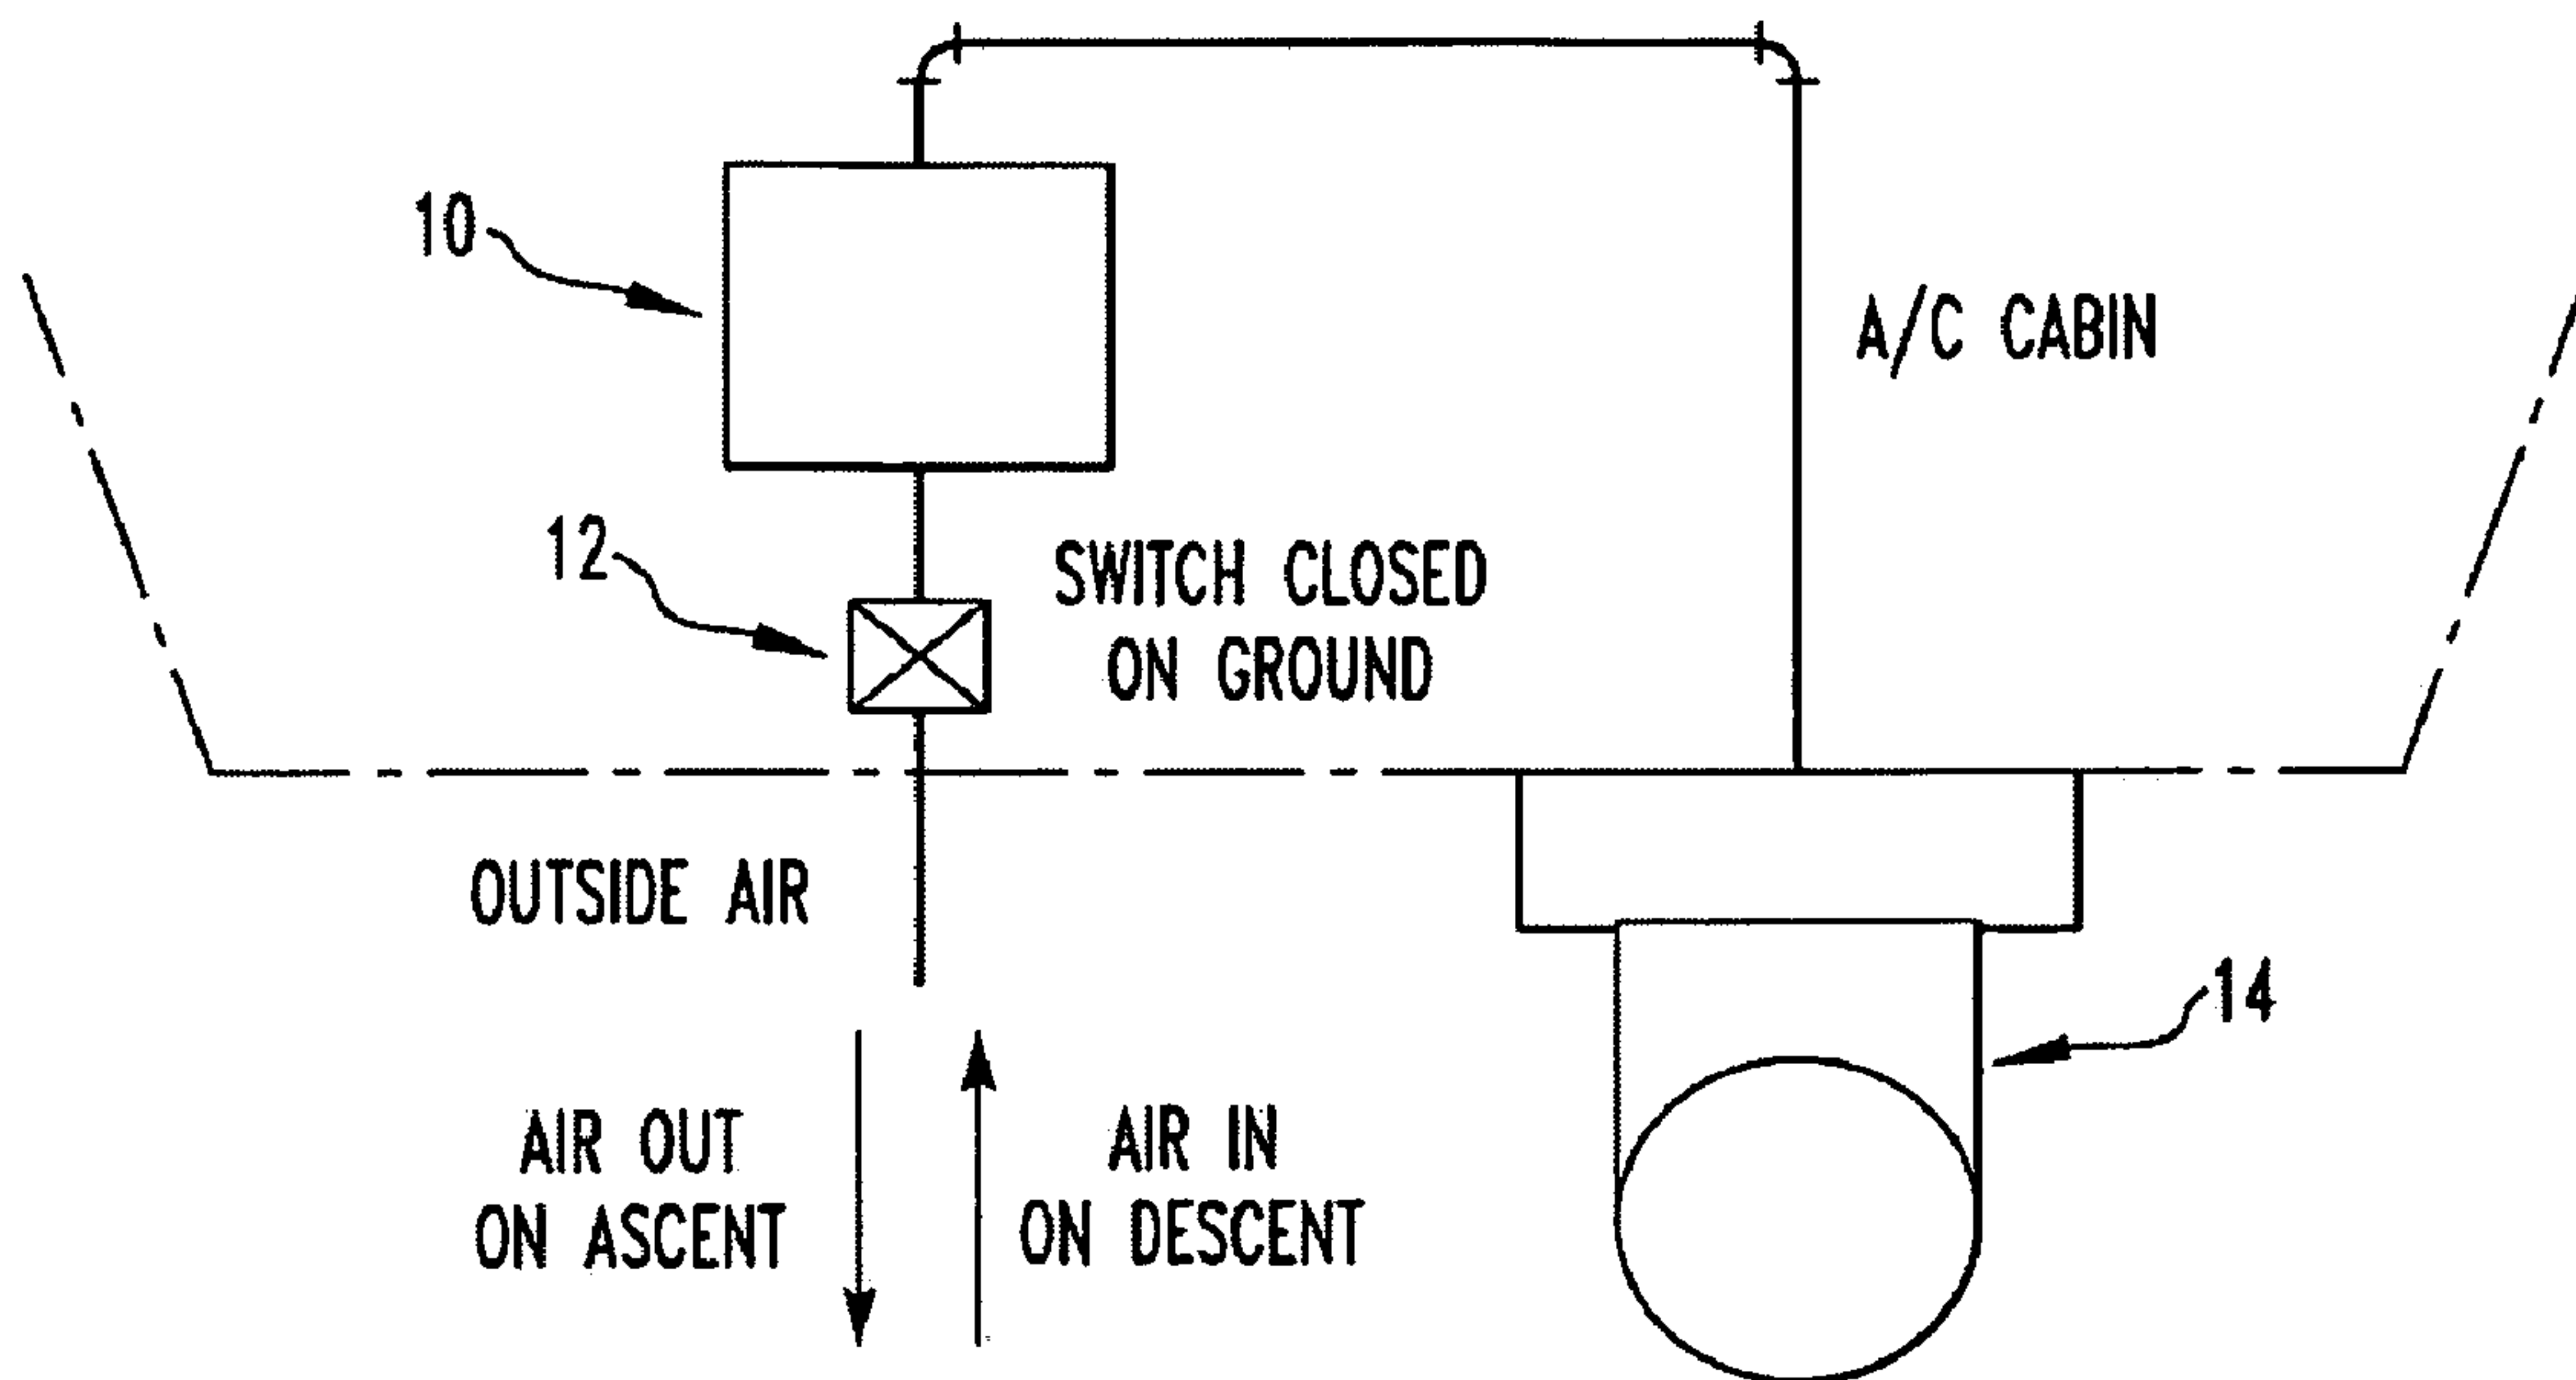 10
A/C CABIN
12
SWITCH CLOSED
ON GROUND
OUTSIDE AIR
14
AIR OUT
ON ASCENT
AIR IN
ON DESCENT